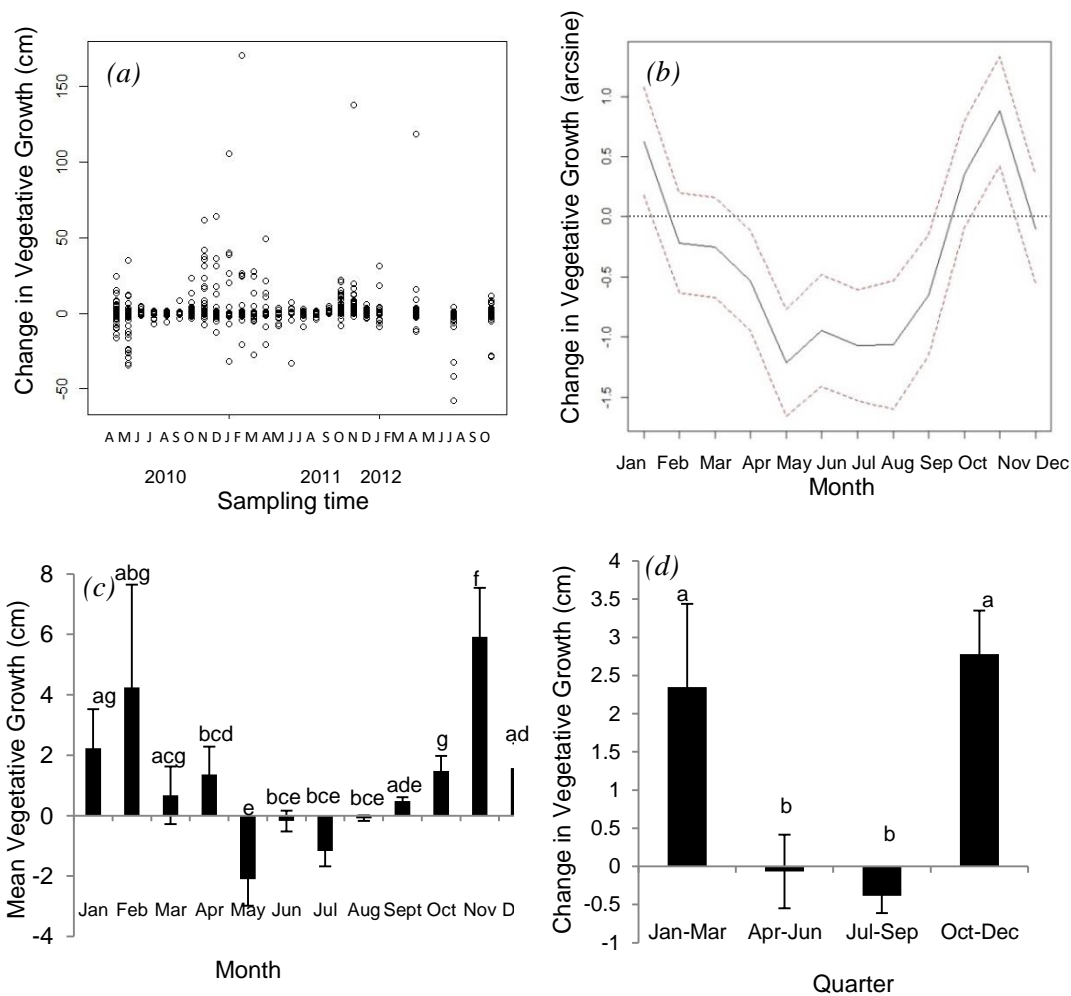 (a)
Change in Vegetative Growth (cm)
150
100
50
0
-50
A M J J A S O N D J F M A M J J A S O N D J F M A M J J A S O
2010 2011 2012
Sampling time
(b)
Change in Vegetative Growth (arcsine)
1.0
0.5
0.0
-0.5
-1.0
-1.5
Jan Feb Mar Apr May Jun Jul Aug Sep Oct Nov Dec
Month
(c)
Mean Vegetative Growth (cm)
8
6
4
2
0
-2
-4
ag abg acg bcd e bce bce bce ade g f ad
Jan Feb Mar Apr May Jun Jul Aug Sept Oct Nov D
Month
(d)
Change in Vegetative Growth (cm)
4
3.5
3
2.5
2
1.5
1
0.5
0
-0.5
-1
a b b a
Jan-Mar Apr-Jun Jul-Sep Oct-Dec
Quarter